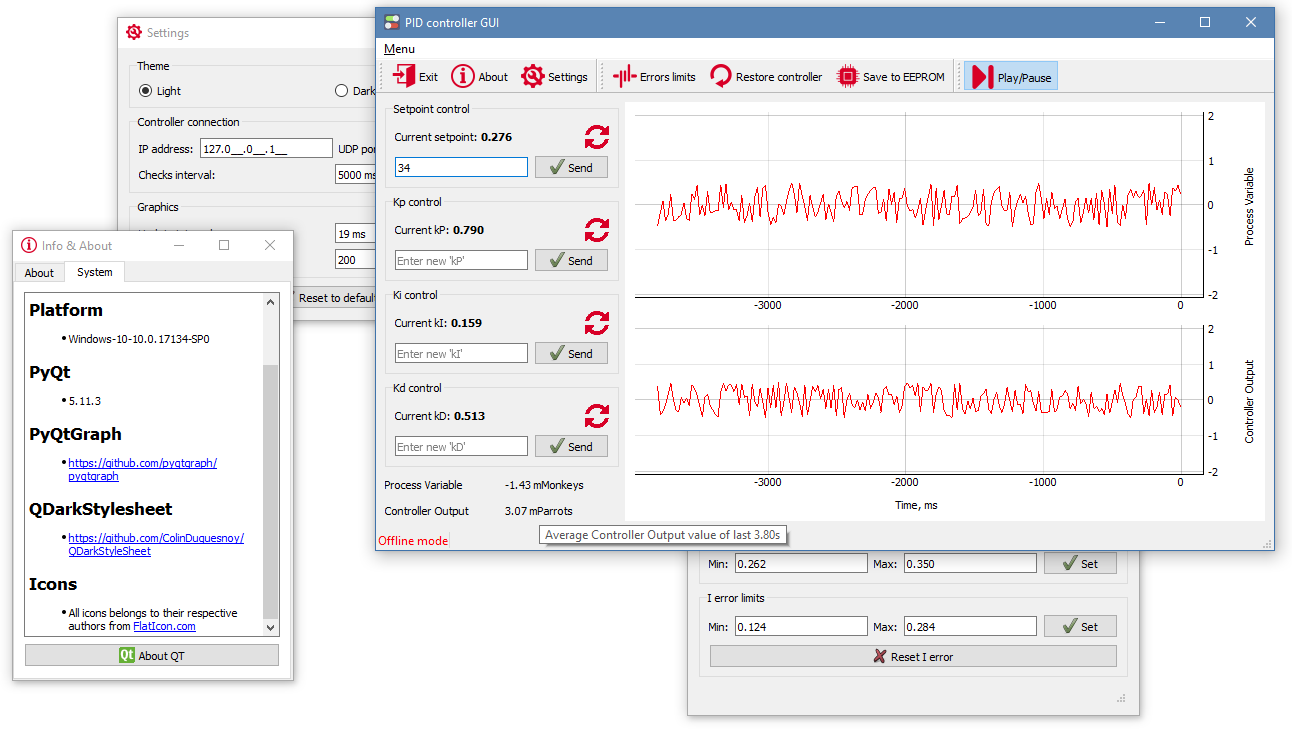 Settings
Theme
Light
Dark
Controller connection
IP address: 127.0__.0__.1__ UDP por
Checks interval: 5000 ms
Graphics
19 ms
200
Reset to default
PID controller GUI
Menu
Exit About Settings Errors limits Restore controller Save to EEPROM Play/Pause
Setpoint control
Current setpoint: 0.276
34 Send
Kp control
Current kP: 0.790
Enter new 'kP' Send
Ki control
Current kI: 0.159
Enter new 'kI' Send
Kd control
Current kD: 0.513
Enter new 'kD' Send
Process Variable -1.43 mMonkeys
Controller Output 3.07 mParrots
Offline mode
Average Controller Output value of last 3.80s
2
1
0
-1
-2
Process Variable
-3000 -2000 -1000 0
2
1
0
-1
-2
Controller Output
-3000 -2000 -1000 0
Time, ms
Info & About
About System
Platform
•Windows-10-10.0.17134-SP0
PyQt
•5.11.3
PyQtGraph
•https://github.com/pyqtgraph/
pyqtgraph
QDarkStylesheet
•https://github.com/ColinDuquesnoy/
QDarkStyleSheet
Icons
•All icons belongs to their respective
authors from FlatIcon.com
Qt About QT
Min: 0.262 Max: 0.350 Set
I error limits
Min: 0.124 Max: 0.284 Set
Reset I error